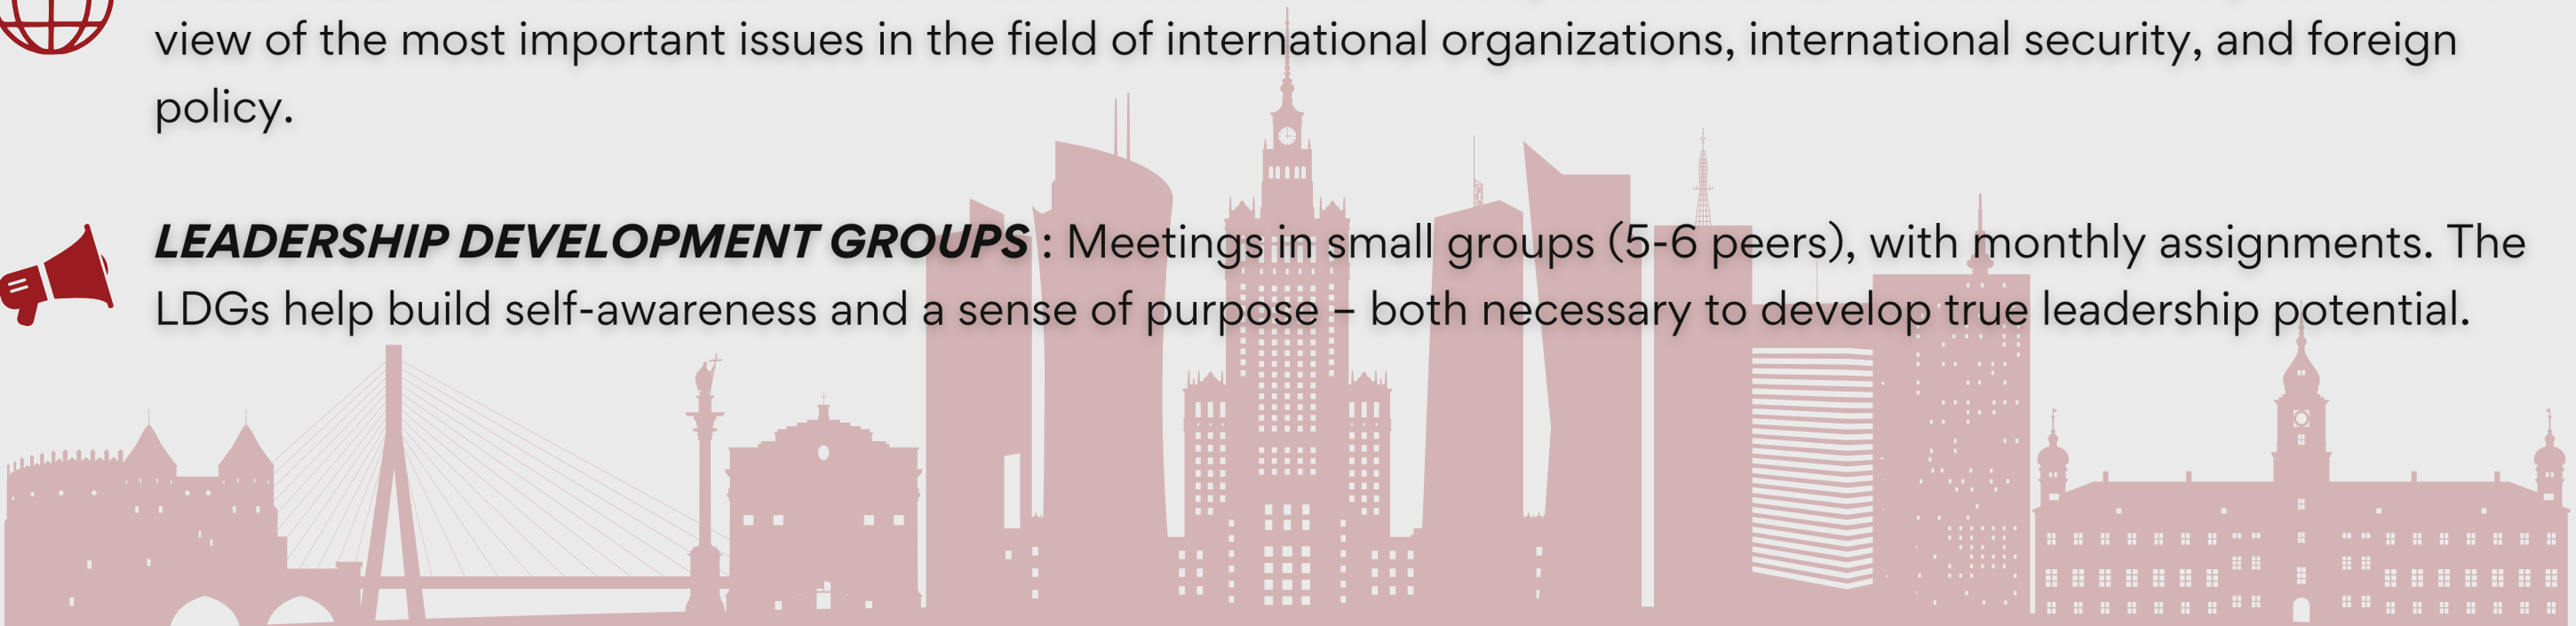 view of the most important issues in the field of international organizations, international security, and foreign
policy.
LEADERSHIP DEVELOPMENT GROUPS : Meetings in small groups (5-6 peers), with monthly assignments. The
LDGs help build self-awareness and a sense of purpose – both necessary to develop true leadership potential.